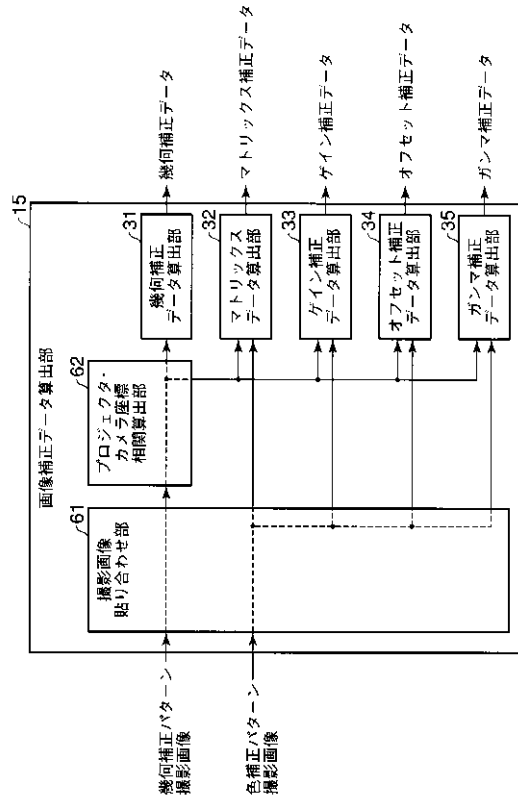 画像補正データ算出部
15
幾何補正パターン
撮影画像
色補正パターン
撮影画像
61
撮影画像
貼り合わせ部
62
プロジェクタ・
カメラ座標
相関算出部
31
幾何補正
データ算出部
幾何補正データ
32
マトリックス
データ算出部
マトリックス補正データ
33
ゲイン補正
データ算出部
ゲイン補正データ
34
オフセット補正
データ算出部
オフセット補正データ
35
ガンマ補正
データ算出部
ガンマ補正データ